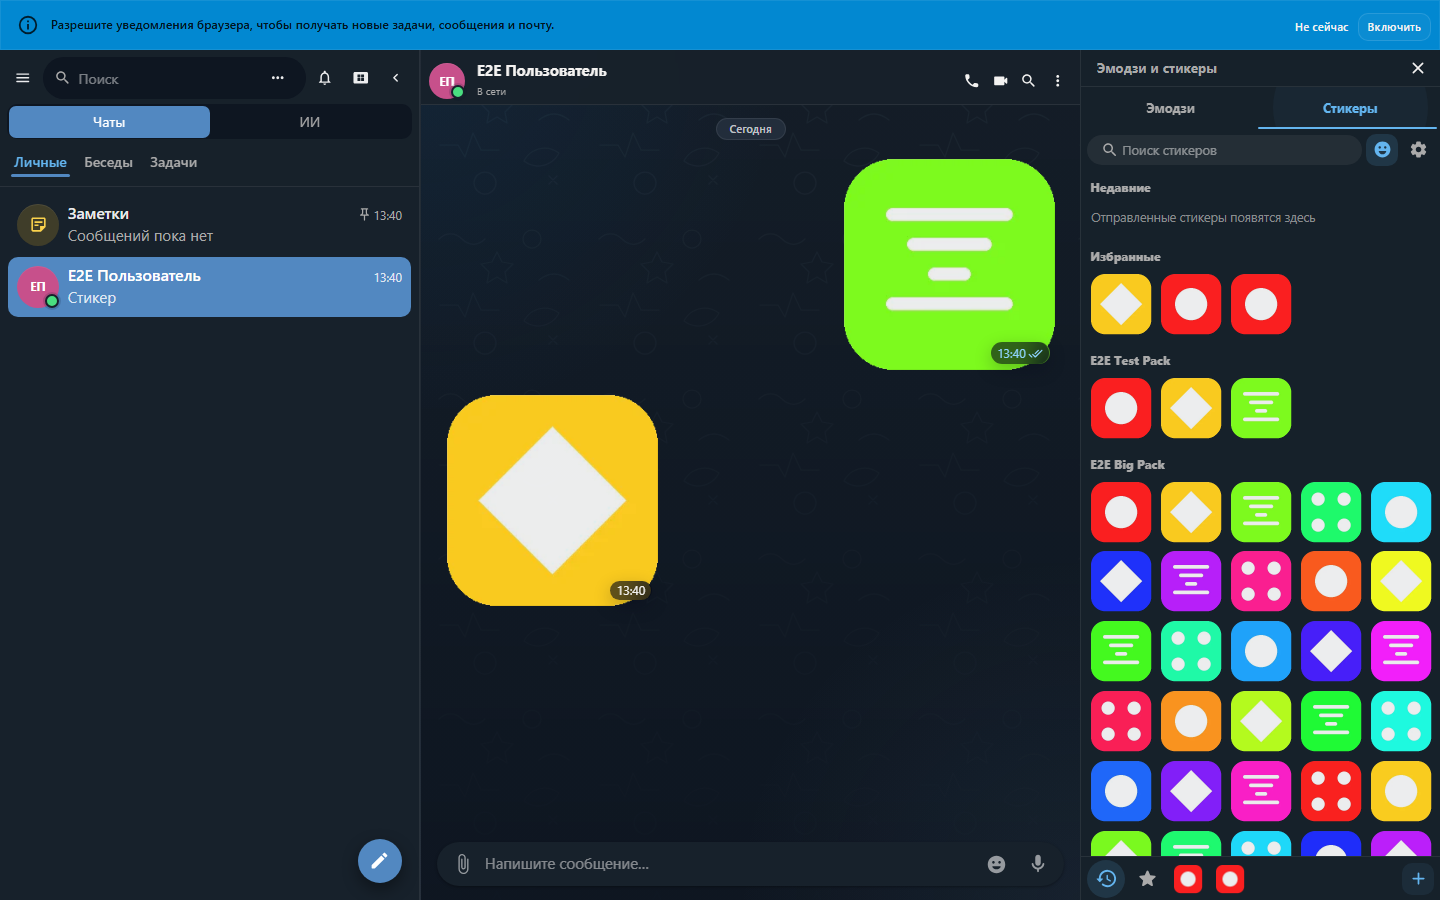 Разрешите уведомления браузера, чтобы получать новые задачи, сообщения и почту.
Не сейчас
Включить
Поиск
Чаты
ИИ
Личные
Беседы
Задачи
Заметки
13:40
Сообщений пока нет
ЕП
E2E Пользователь
13:40
Стикер
ЕП
E2E Пользователь
В сети
Сегодня
13:40
13:40
Напишите сообщение...
Эмодзи и стикеры
Эмодзи
Стикеры
Поиск стикеров
Недавние
Отправленные стикеры появятся здесь
Избранные
E2E Test Pack
E2E Big Pack